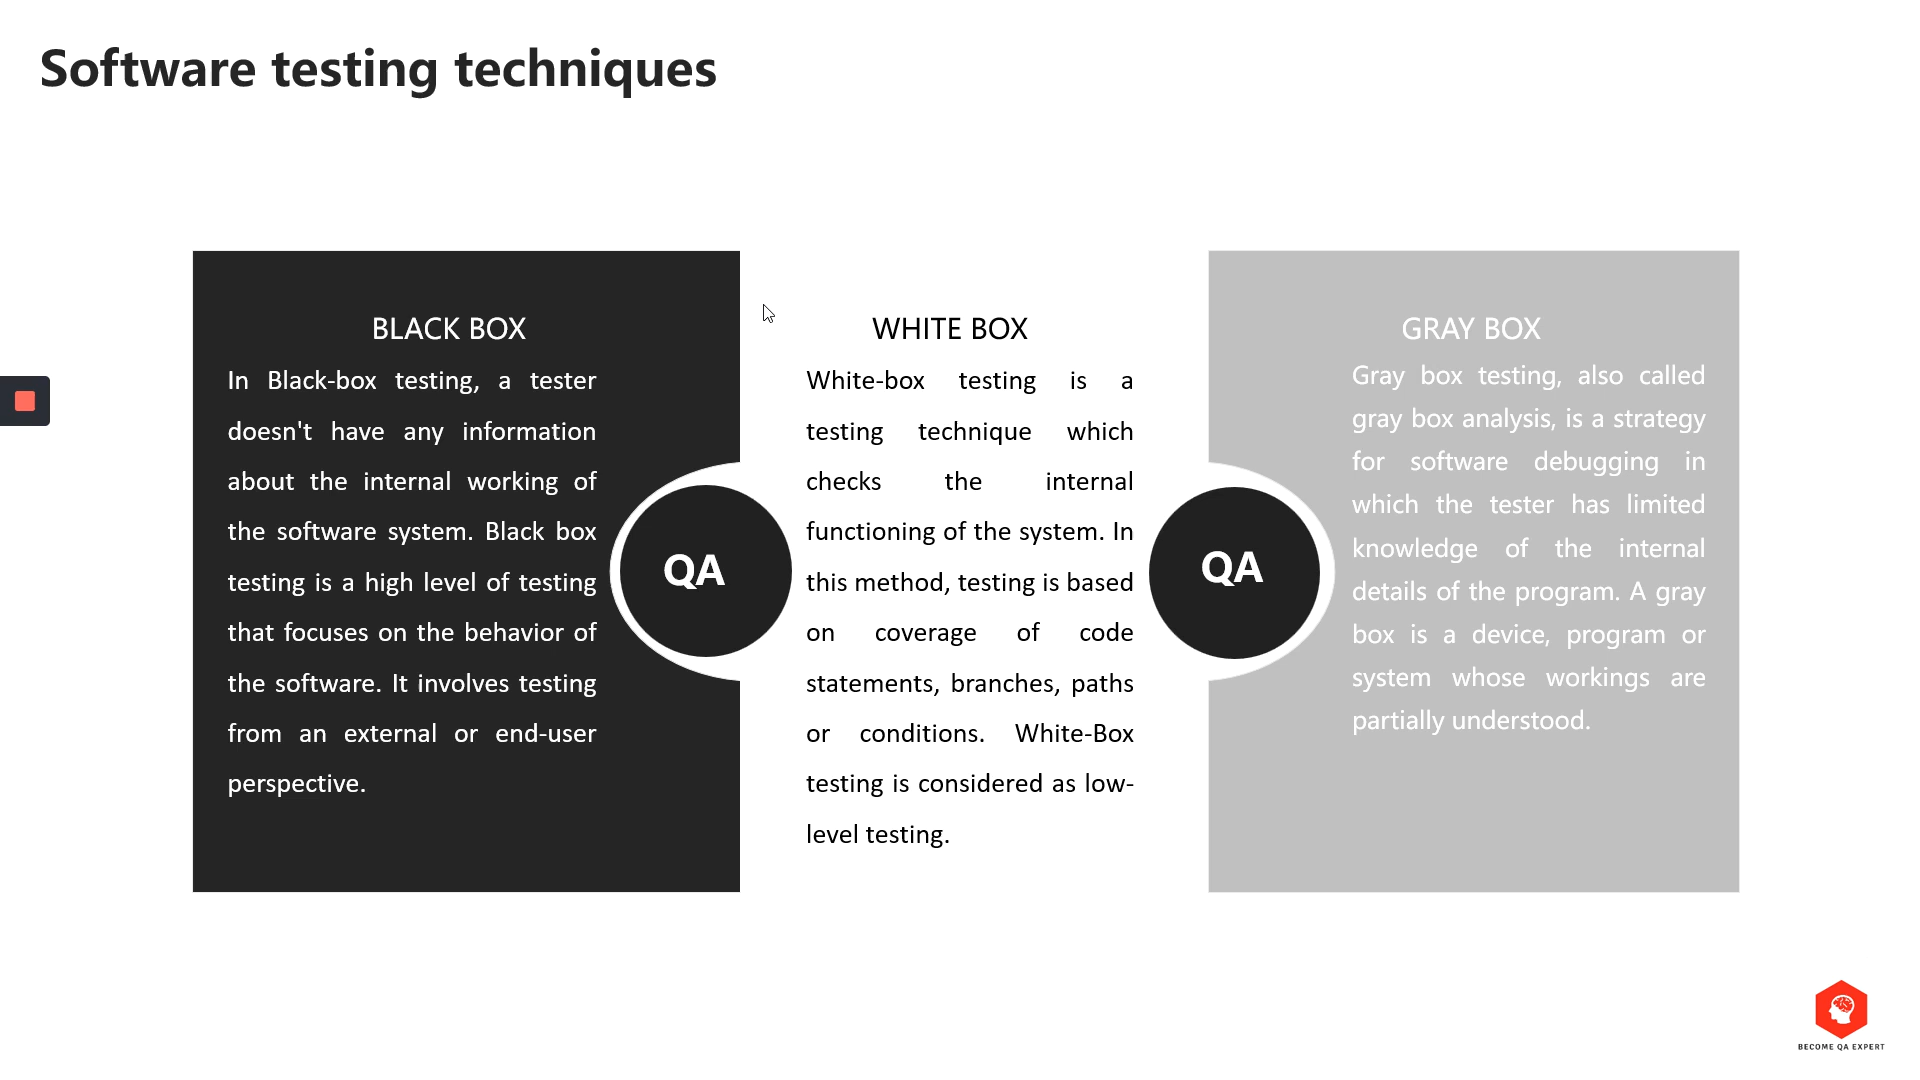 Software testing techniques
BLACK BOX
In Black-box testing, a tester
doesn't have any information
about the internal working of
the software system. Black box
testing is a high level of testing
that focuses on the behavior of
the software. It involves testing
from an external or end-user
perspective.
QA
WHITE BOX
White-box testing is a
testing technique which
checks the internal
functioning of the system. In
this method, testing is based
on coverage of code
statements, branches, paths
or conditions. White-Box
testing is considered as low-
level testing.
QA
GRAY BOX
Gray box testing, also called
gray box analysis, is a strategy
for software debugging in
which the tester has limited
knowledge of the internal
details of the program. A gray
box is a device, program or
system whose workings are
partially understood.
BECOME QA EXPERT